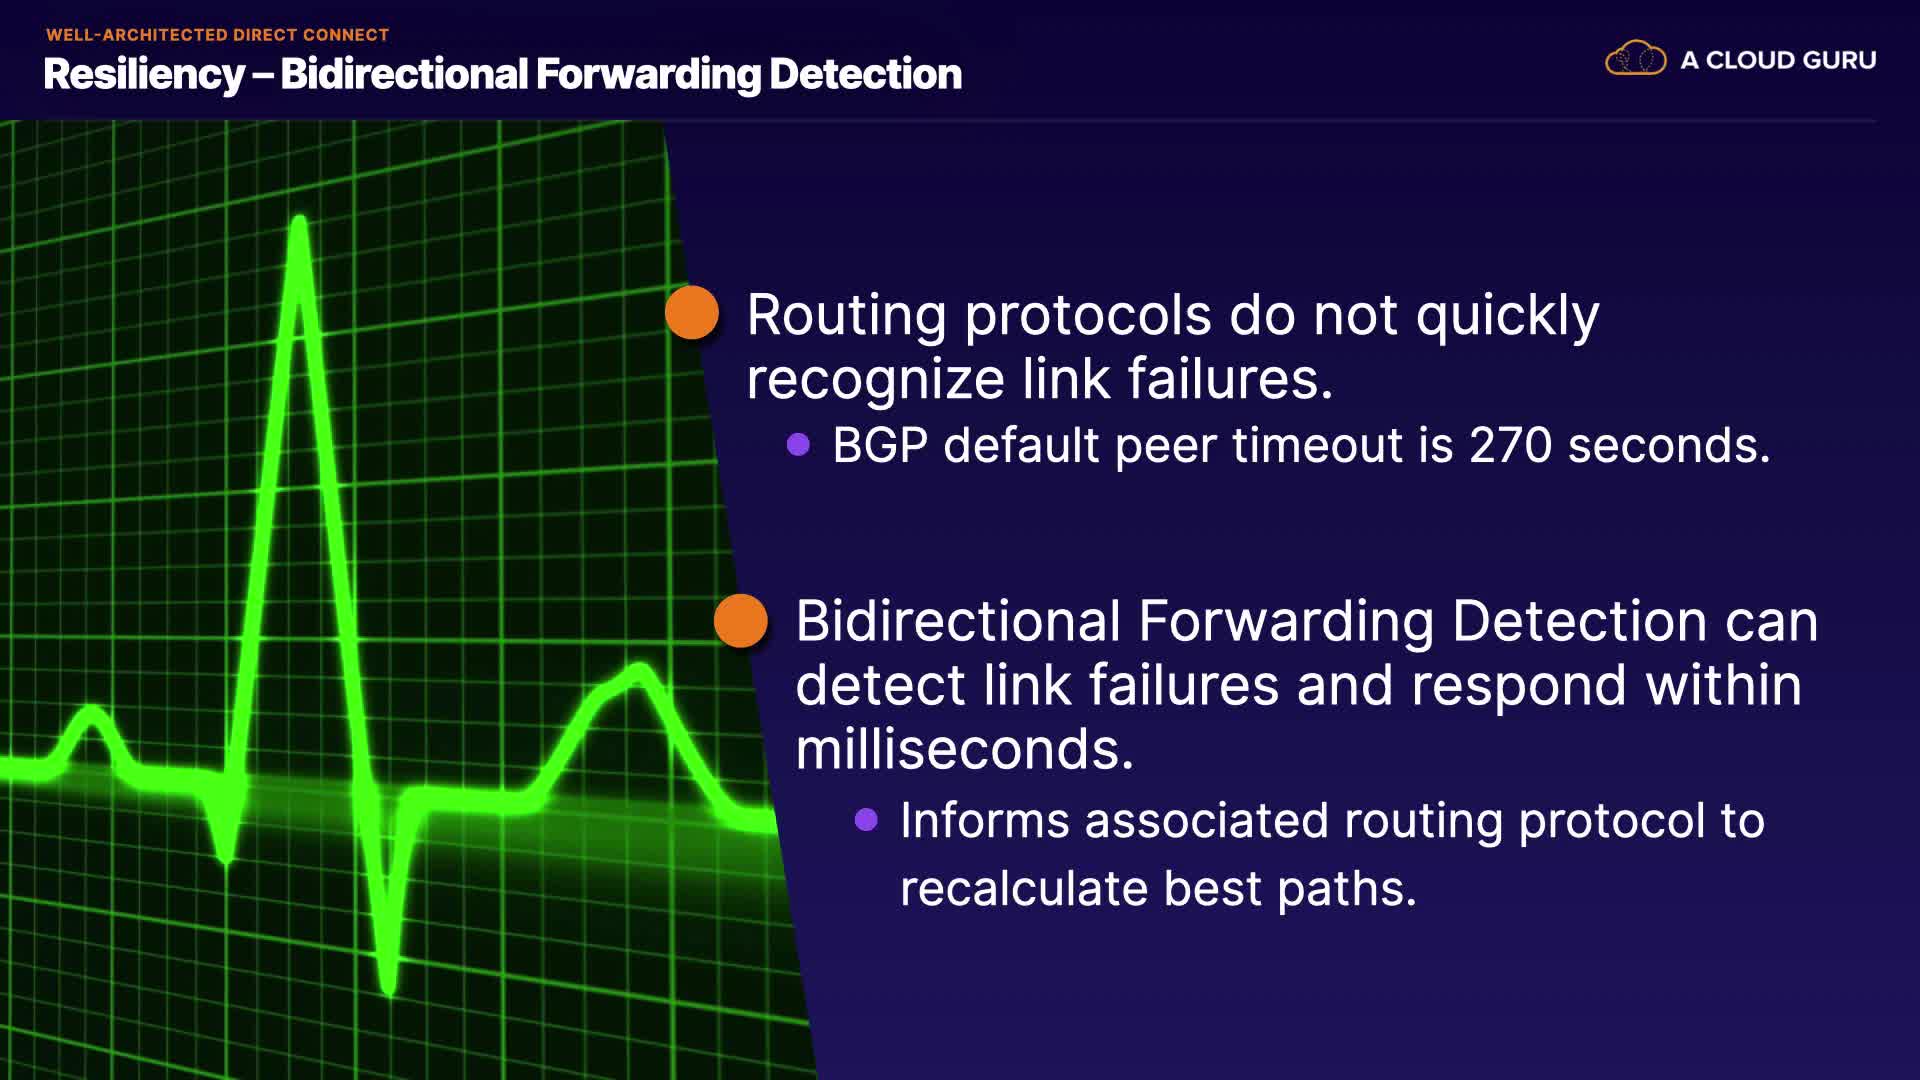 WELL-ARCHITECTED DIRECT CONNECT
Resiliency – Bidirectional Forwarding Detection
A CLOUD GURU
Routing protocols do not quickly
recognize link failures.
BGP default peer timeout is 270 seconds.
Bidirectional Forwarding Detection can
detect link failures and respond within
milliseconds.
Informs associated routing protocol to
recalculate best paths.